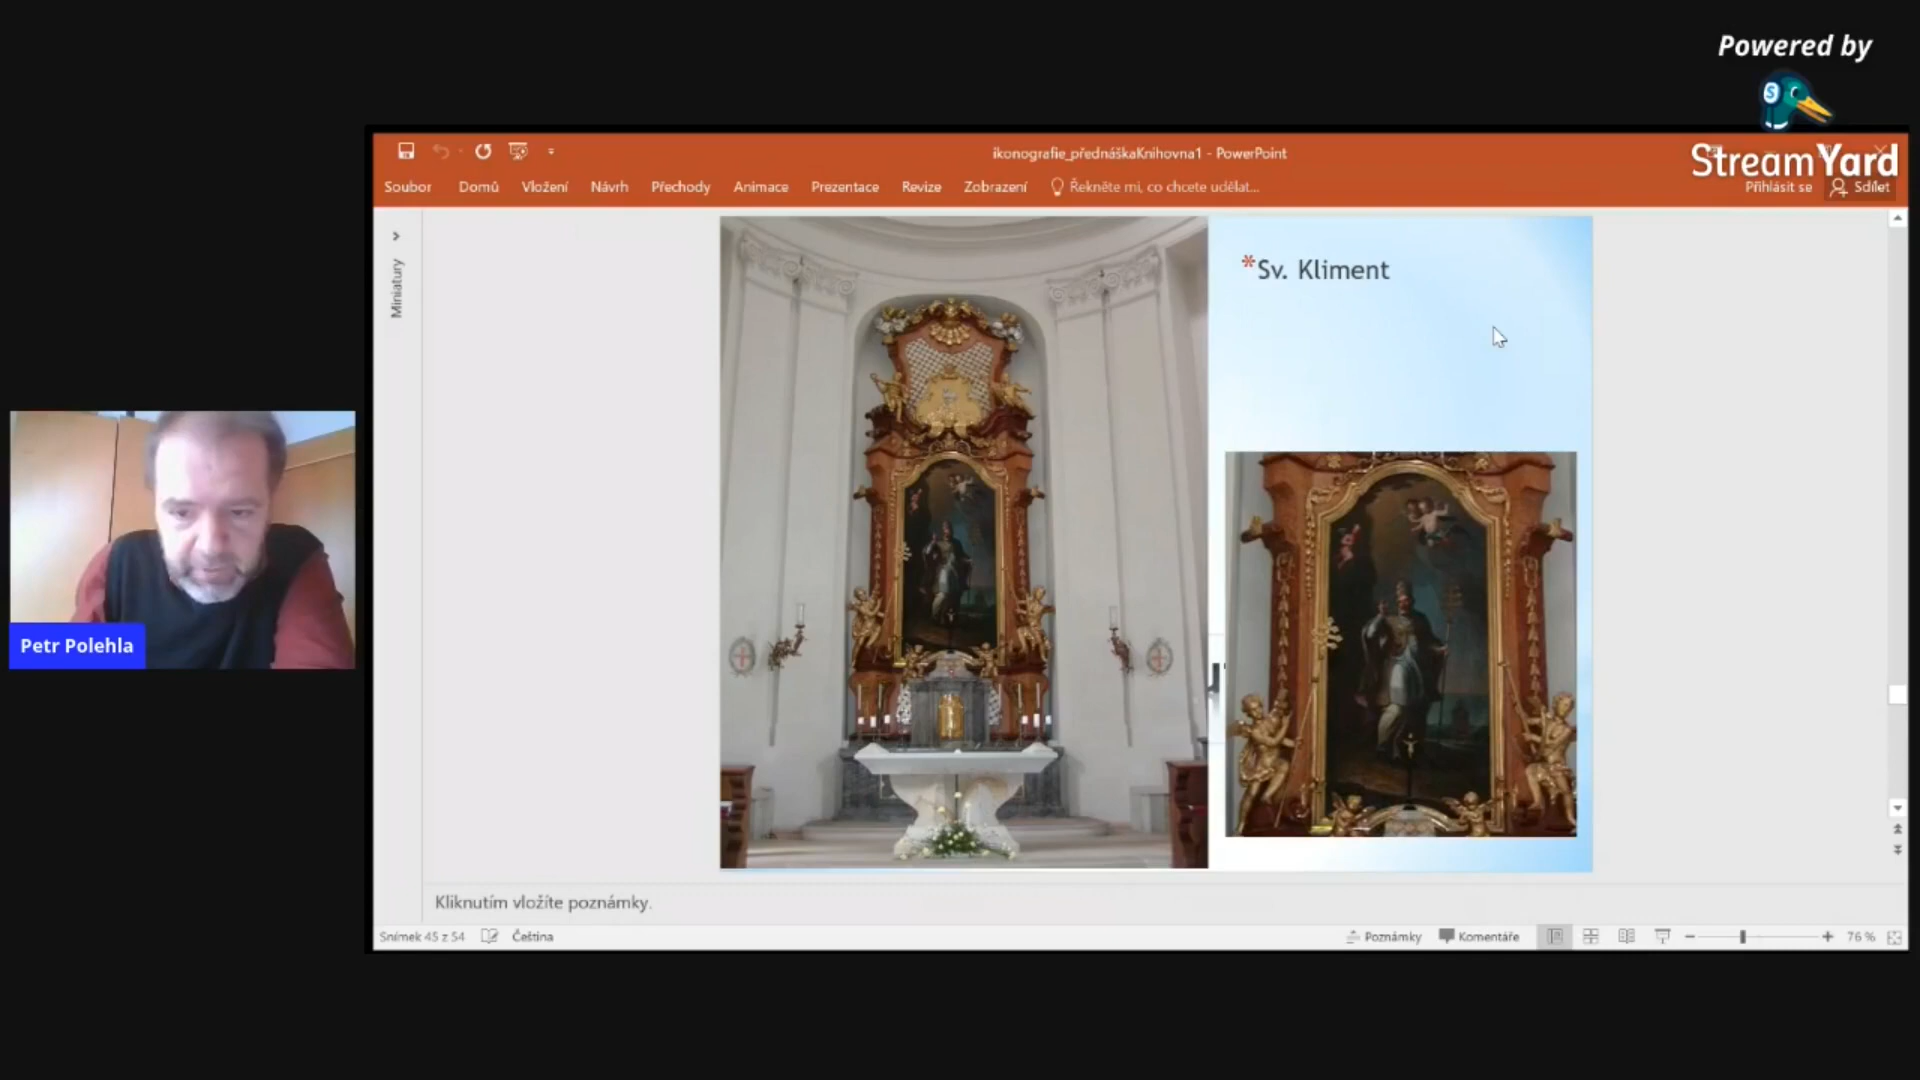 Powered by
StreamYard
ikonografie_přednáškaKnihovna1 - PowerPoint
Soubor Domů Vložení Návrh Přechody Animace Prezentace Revize Zobrazení Řekněte mi, co chcete udělat... Přihlásit se Sdílet
Miniatury
*Sv. Kliment
Petr Polehla
Kliknutím vložíte poznámky.
Snímek 45 z 54 Čeština Poznámky Komentáře 76 %